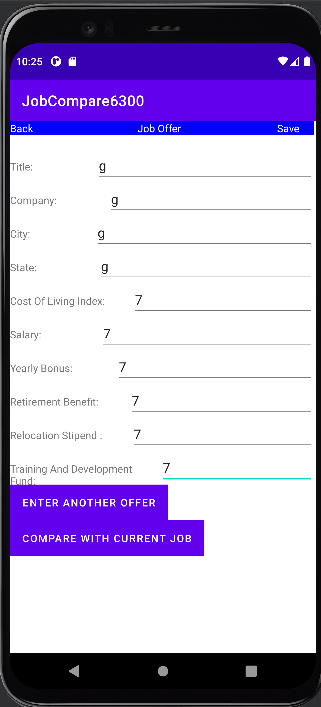 10:25
JobCompare6300
Back Job Offer Save
Title: g
Company: g
City: g
State: g
Cost Of Living Index: 7
Salary: 7
Yearly Bonus: 7
Retirement Benefit: 7
Relocation Stipend : 7
Training And Development 7
Fund:
ENTER ANOTHER OFFER
COMPARE WITH CURRENT JOB